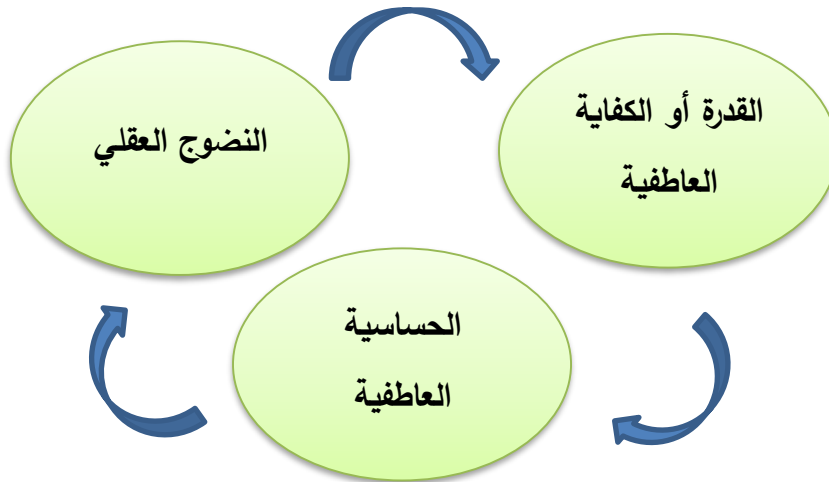 القدرة أو الكفاية
العاطفية
النضوج العقلي
الحساسية
العاطفية